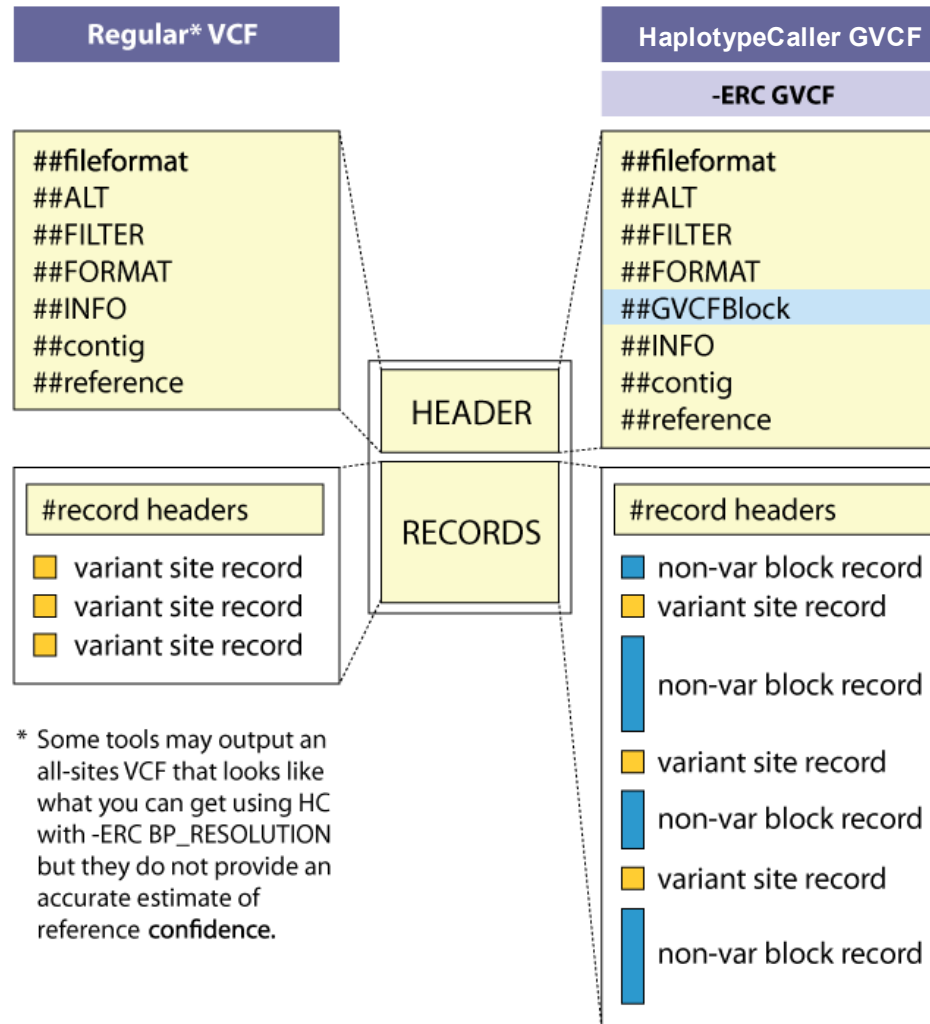 Regular* VCF
##fileformat
##ALT
##FILTER
##FORMAT
##INFO
##contig
##reference
#record headers
variant site record
variant site record
variant site record
* Some tools may output an
all-sites VCF that looks like
what you can get using HC
with -ERC BP_RESOLUTION
but they do not provide an
accurate estimate of
reference confidence.
HEADER
RECORDS
HaplotypeCaller GVCF
-ERC GVCF
##fileformat
##ALT
##FILTER
##FORMAT
##GVCFBlock
##INFO
##contig
##reference
#record headers
non-var block record
variant site record
non-var block record
variant site record
non-var block record
variant site record
non-var block record